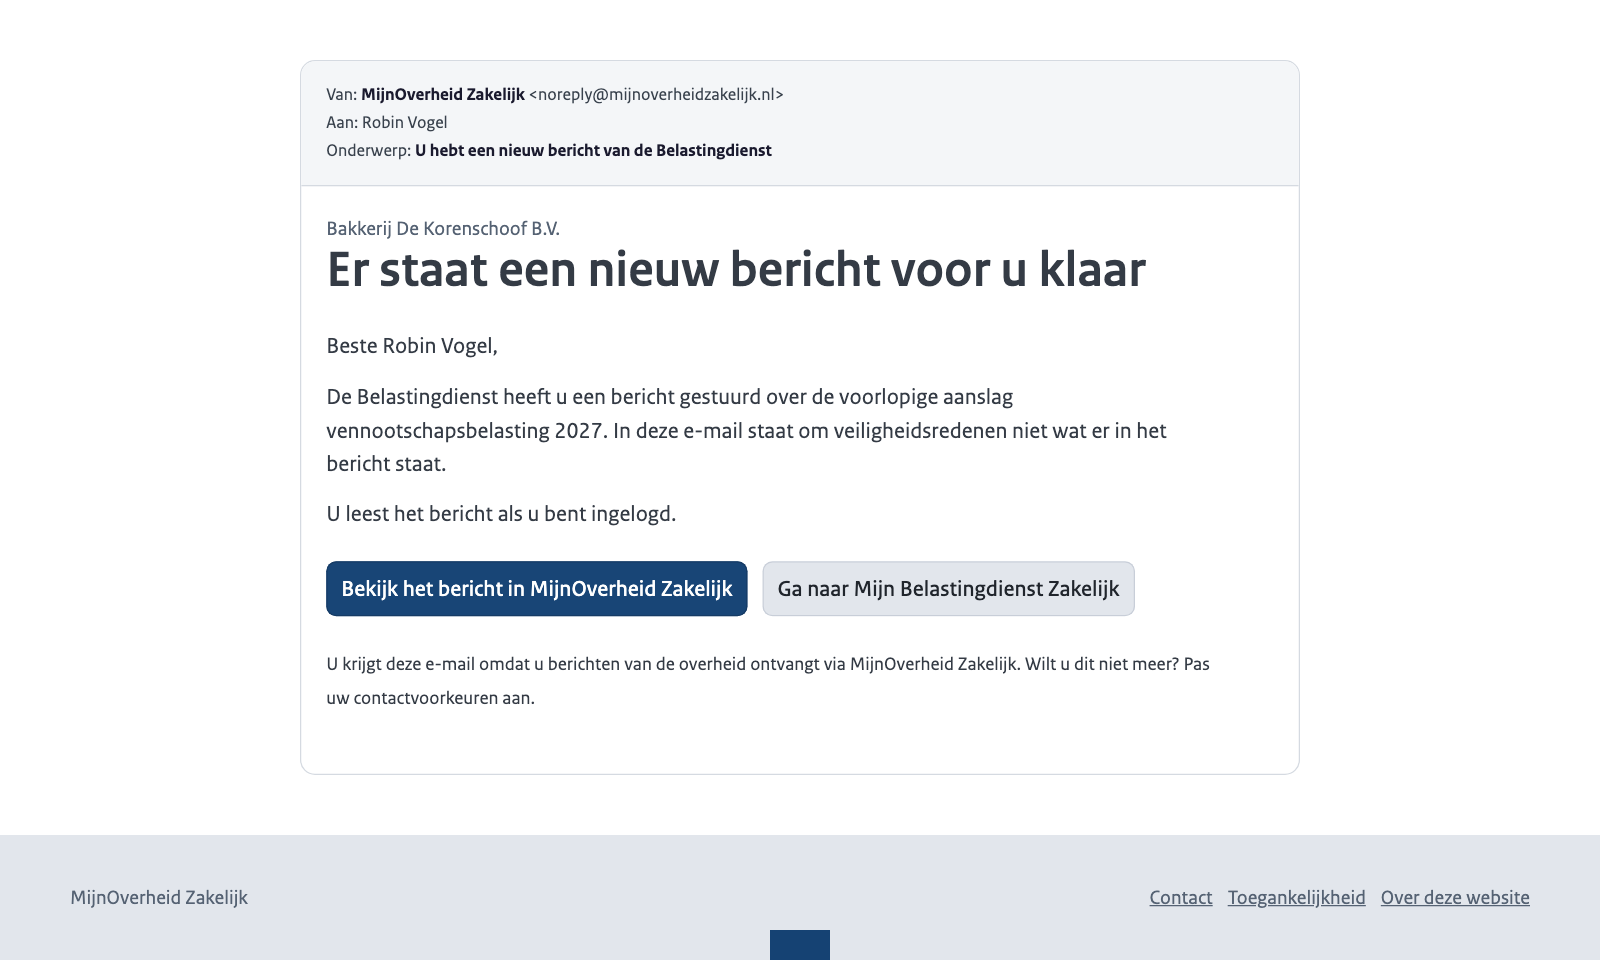 Van: MijnOverheid Zakelijk <noreply@mijnoverheidzakelijk.nl>
Aan: Robin Vogel
Onderwerp: U hebt een nieuw bericht van de Belastingdienst
Bakkerij De Korenschoof B.V.
Er staat een nieuw bericht voor u klaar
Beste Robin Vogel,
De Belastingdienst heeft u een bericht gestuurd over de voorlopige aanslag
vennootschapsbelasting 2027. In deze e-mail staat om veiligheidsredenen niet wat er in het
bericht staat.
U leest het bericht als u bent ingelogd.
Bekijk het bericht in MijnOverheid Zakelijk
Ga naar Mijn Belastingdienst Zakelijk
U krijgt deze e-mail omdat u berichten van de overheid ontvangt via MijnOverheid Zakelijk. Wilt u dit niet meer? Pas
uw contactvoorkeuren aan.
MijnOverheid Zakelijk
Contact Toegankelijkheid Over deze website